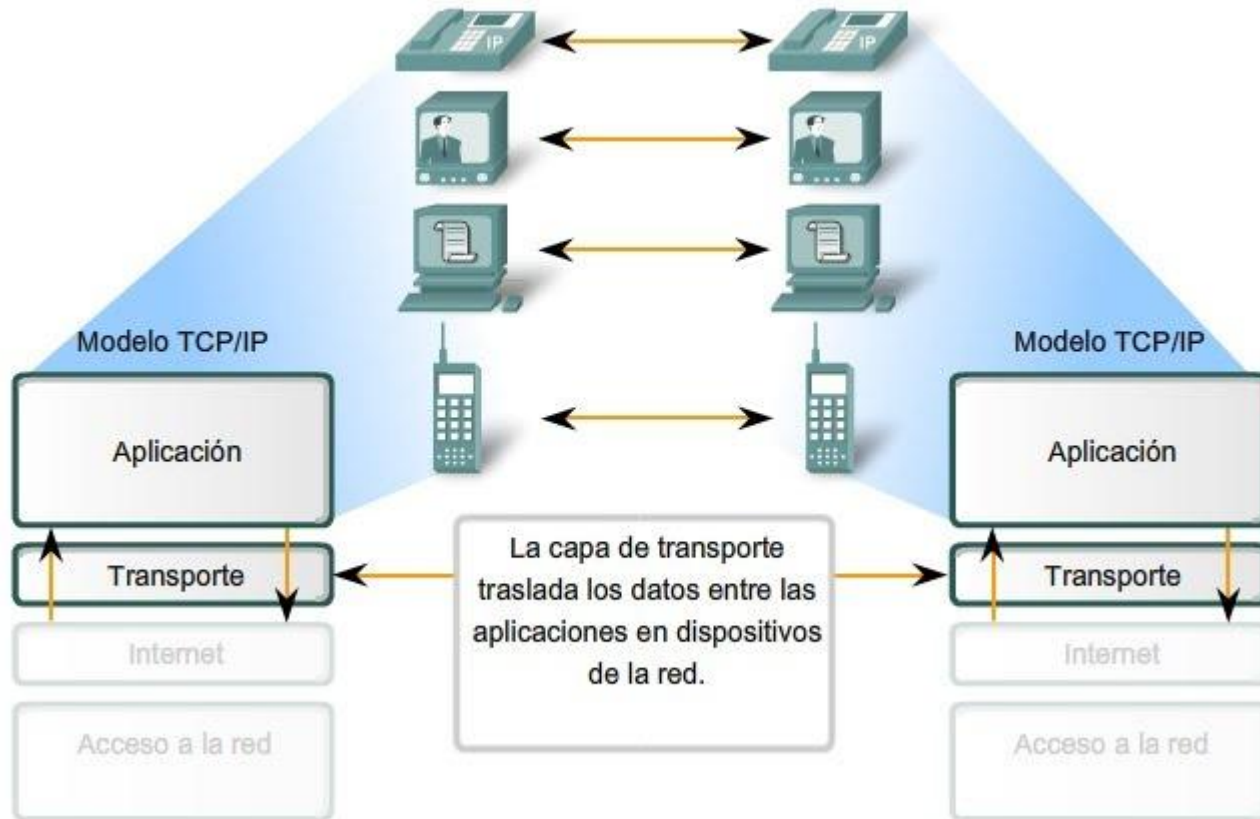 IP
IP
Modelo TCP/IP
Modelo TCP/IP
Aplicación
Aplicación
Transporte
Transporte
La capa de transporte
traslada los datos entre las
aplicaciones en dispositivos
de la red.
Internet
Internet
Acceso a la red
Acceso a la red